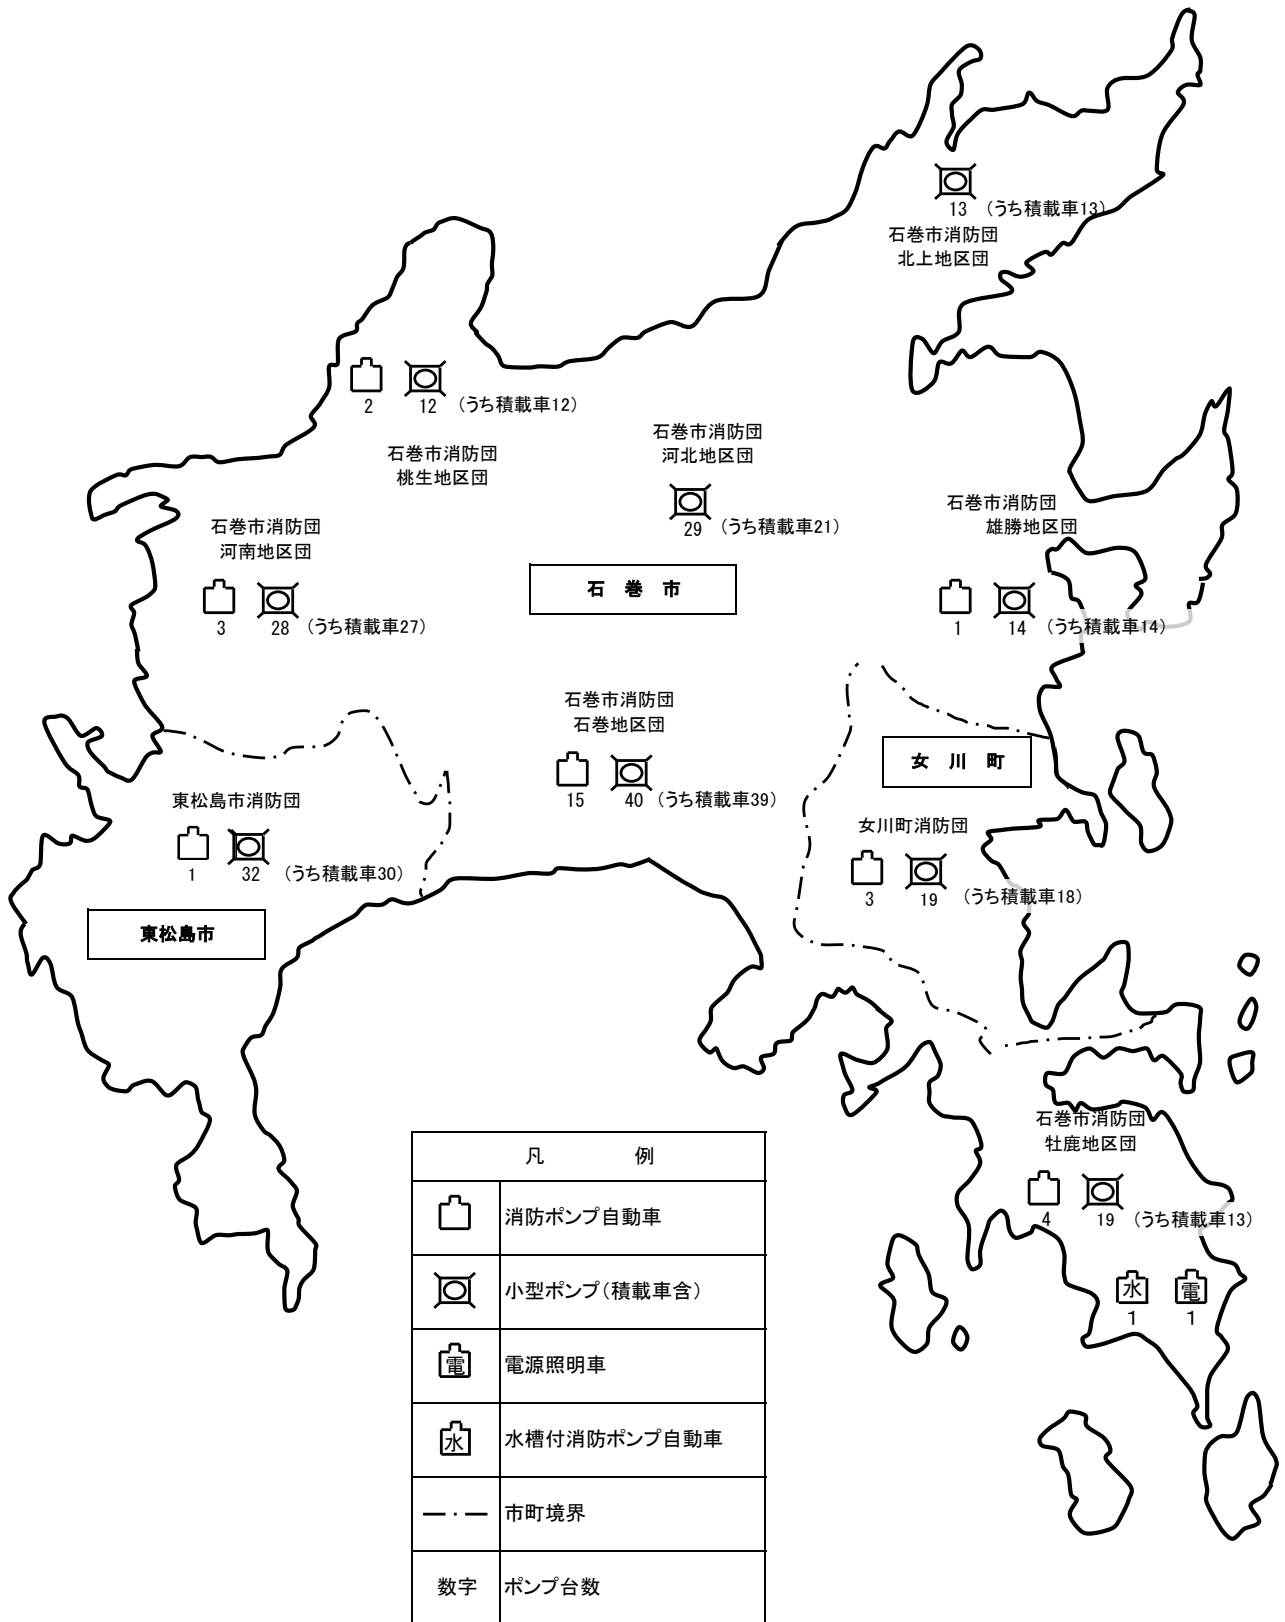 13 (うち積載車13)
石巻市消防団
北上地区団
2 12 (うち積載車12)
石巻市消防団
桃生地区団
石巻市消防団
河北地区団
29 (うち積載車21)
石巻市消防団
雄勝地区団
1 14 (うち積載車14)
石巻市消防団
河南地区団
3 28 (うち積載車27)
石 巻 市
石巻市消防団
石巻地区団
15 40 (うち積載車39)
女 川 町
女川町消防団
3 19 (うち積載車18)
東松島市消防団
1 32 (うち積載車30)
東松島市
石巻市消防団
牡鹿地区団
4 19 (うち積載車13)
水 電
1 1
凡 例
消防ポンプ自動車
小型ポンプ(積載車含)
電 電源照明車
水 水槽付消防ポンプ自動車
市町境界
数字 ポンプ台数